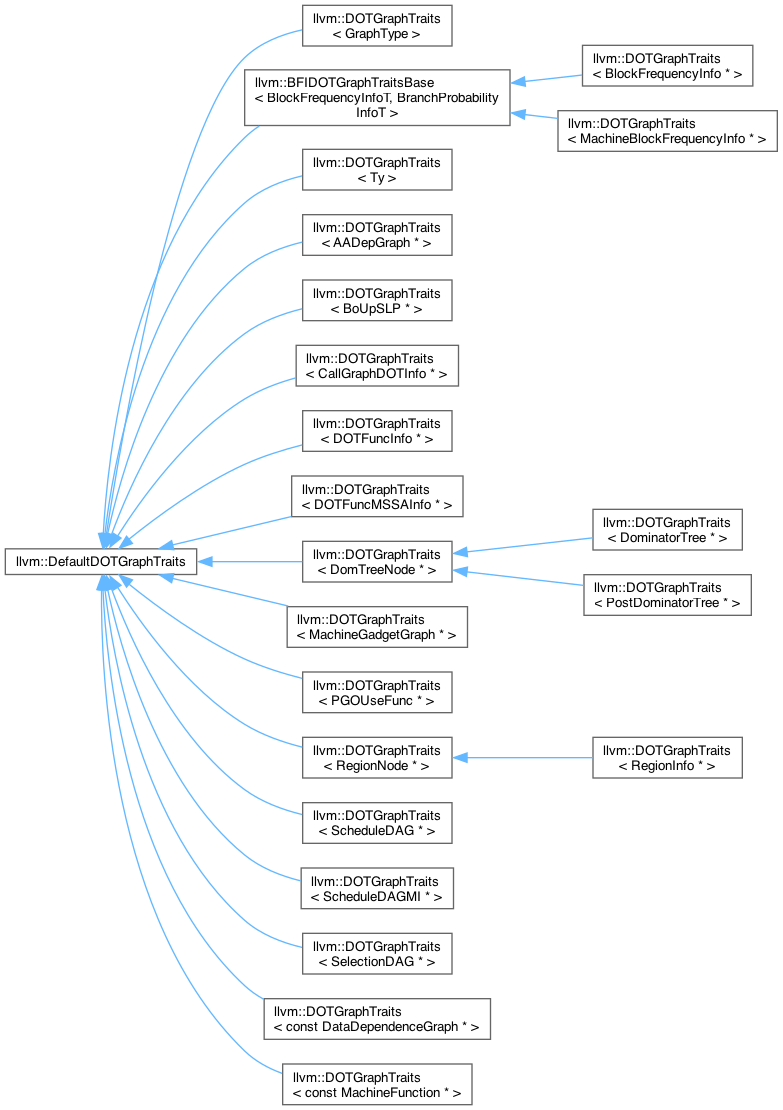 llvm::DOTGraphTraits
< GraphType >
llvm::BFIDOTGraphTraitsBase
< BlockFrequencyInfoT, BranchProbability
InfoT >
llvm::DOTGraphTraits
< BlockFrequencyInfo * >
llvm::DOTGraphTraits
< MachineBlockFrequencyInfo * >
llvm::DOTGraphTraits
< Ty >
llvm::DOTGraphTraits
< AADepGraph * >
llvm::DOTGraphTraits
< BoUpSLP * >
llvm::DOTGraphTraits
< CallGraphDOTInfo * >
llvm::DOTGraphTraits
< DOTFuncInfo * >
llvm::DOTGraphTraits
< DOTFuncMSSAInfo * >
llvm::DefaultDOTGraphTraits
llvm::DOTGraphTraits
< DomTreeNode * >
llvm::DOTGraphTraits
< DominatorTree * >
llvm::DOTGraphTraits
< PostDominatorTree * >
llvm::DOTGraphTraits
< MachineGadgetGraph * >
llvm::DOTGraphTraits
< PGOUseFunc * >
llvm::DOTGraphTraits
< RegionNode * >
llvm::DOTGraphTraits
< RegionInfo * >
llvm::DOTGraphTraits
< ScheduleDAG * >
llvm::DOTGraphTraits
< ScheduleDAGMI * >
llvm::DOTGraphTraits
< SelectionDAG * >
llvm::DOTGraphTraits
< const DataDependenceGraph * >
llvm::DOTGraphTraits
< const MachineFunction * >